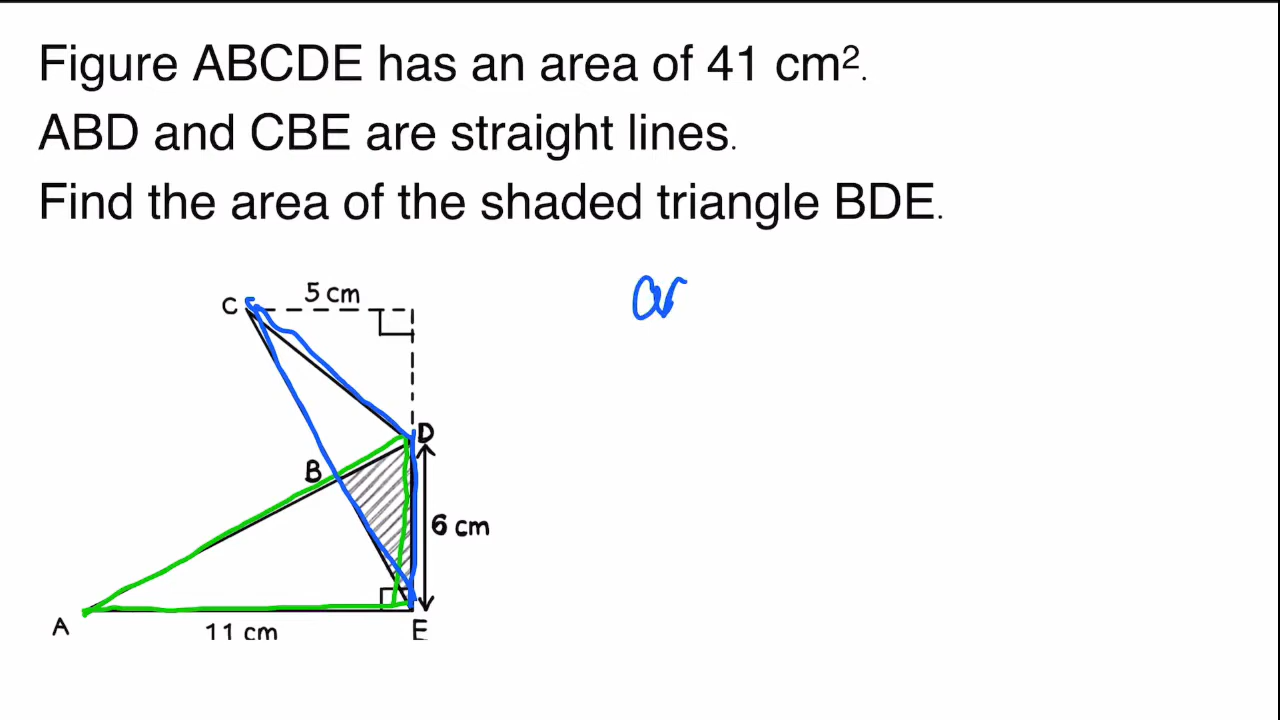 Figure ABCDE has an area of 41 cm².
ABD and CBE are straight lines.
Find the area of the shaded triangle BDE.
ar
C
5 cm
D
B
6 cm
A
11 cm
E